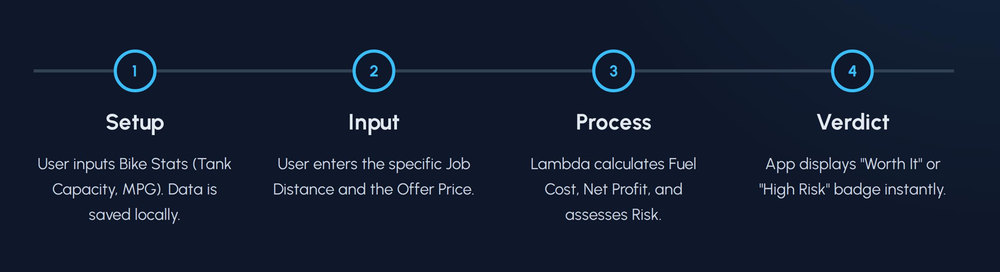 1
Setup
User inputs Bike Stats (Tank
Capacity, MPG). Data is
saved locally.
2
Input
User enters the specific Job
Distance and the Offer Price.
3
Process
Lambda calculates Fuel
Cost, Net Profit, and
assesses Risk.
4
Verdict
App displays "Worth It" or
"High Risk" badge instantly.